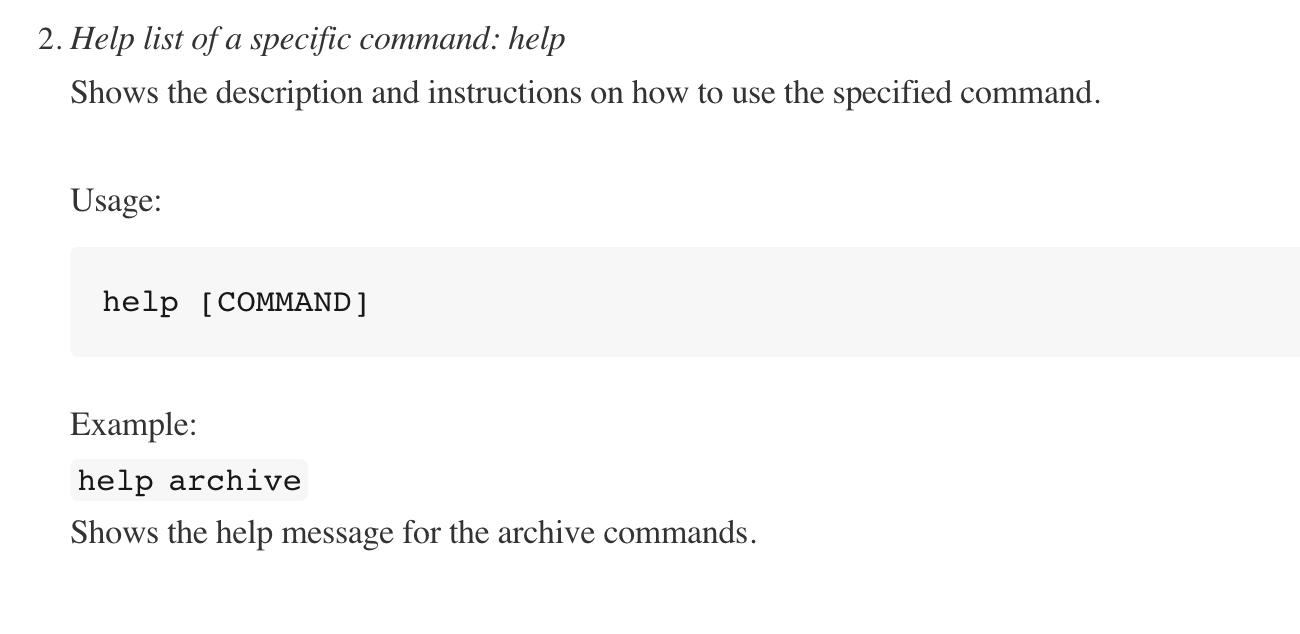 2. Help list of a specific command: help
Shows the description and instructions on how to use the specified command.
Usage:
help [COMMAND]
Example:
help archive
Shows the help message for the archive commands.